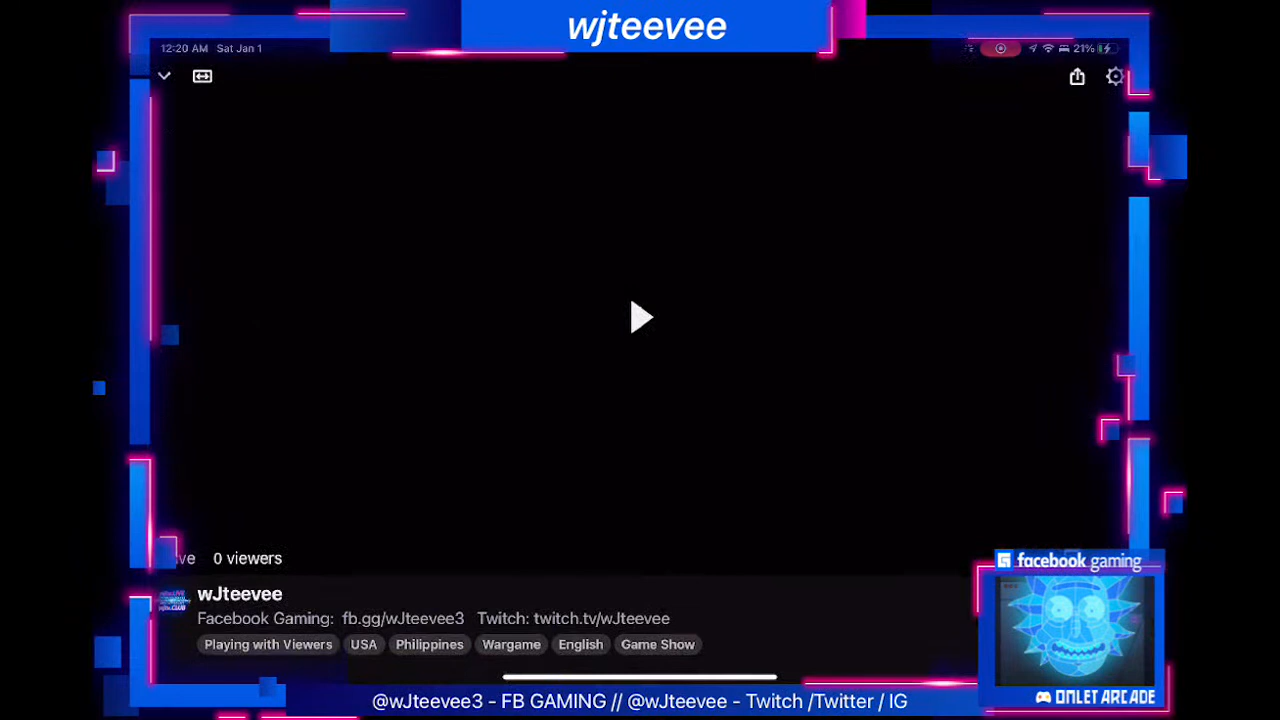 wjteevee
12:20 AM Sat Jan 1 21%
0 viewers
wJteevee
Facebook Gaming: fb.gg/wJteevee3 Twitch: twitch.tv/wJteevee
Playing with Viewers USA Philippines Wargame English Game Show
facebook gaming
ONLET ARCADE
@wJteevee3 - FB GAMING // @wJteevee - Twitch /Twitter / IG